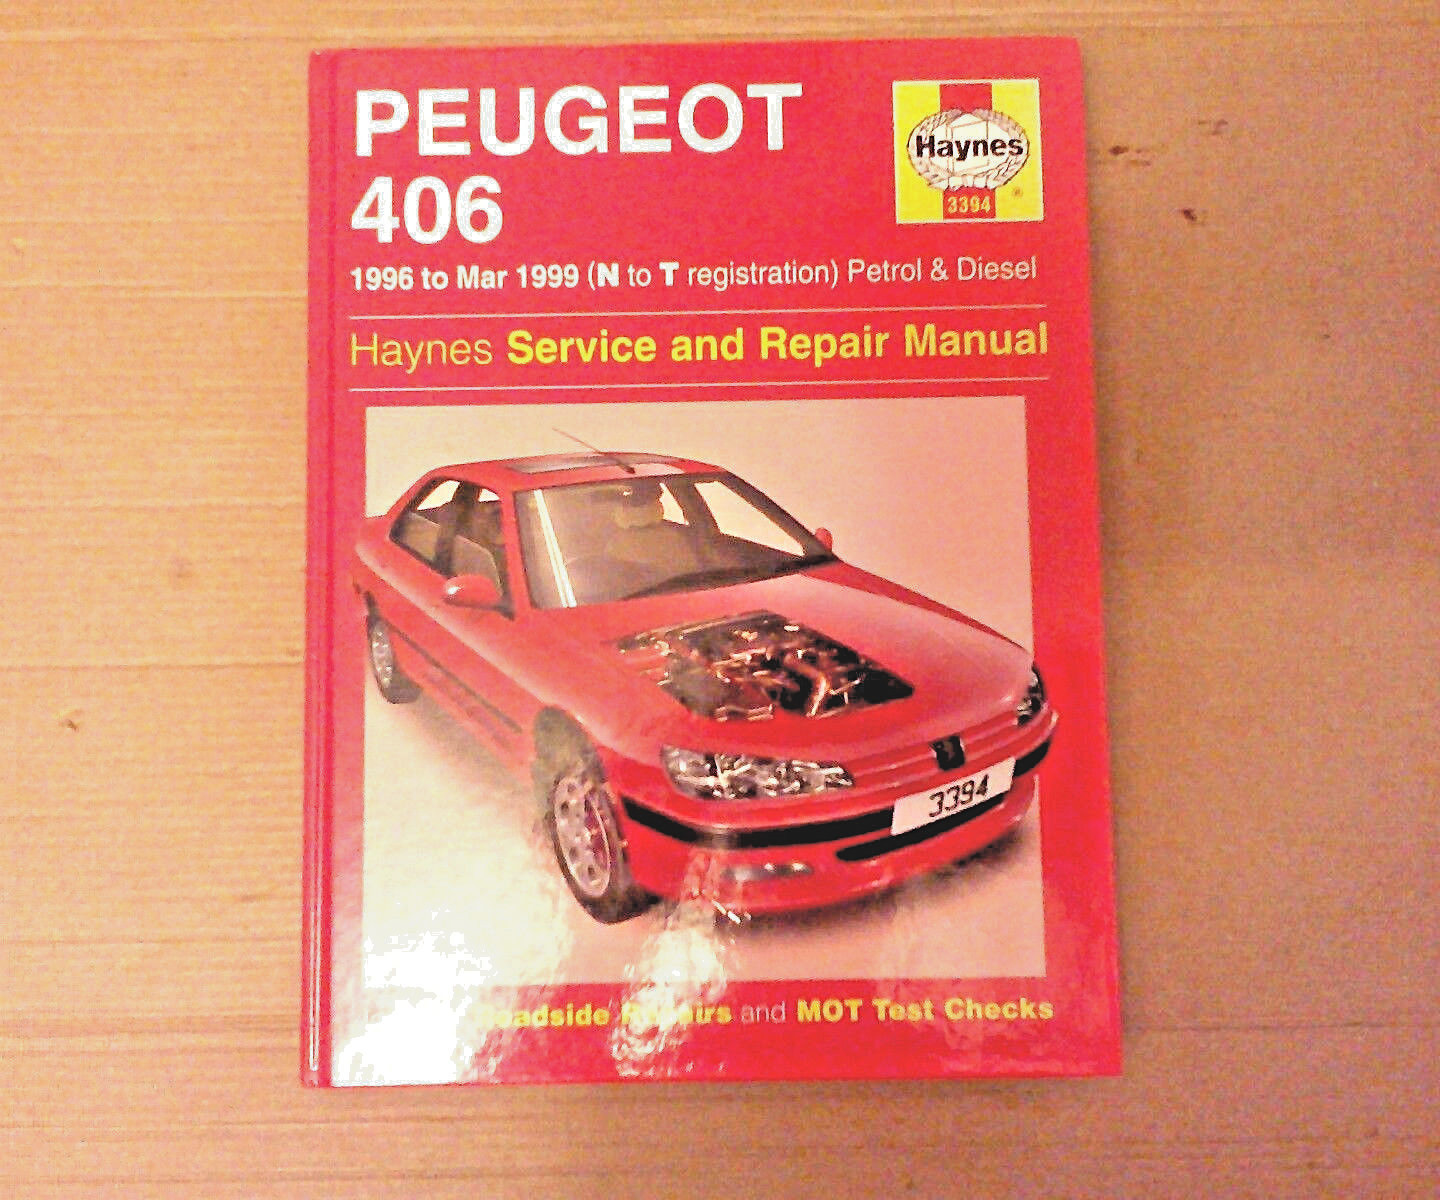 PEUGEOT
406
1996 to Mar 1999 (N to T registration) Petrol & Diesel
Haynes Service and Repair Manual
Haynes
®
3394
3394
and MOT Test Checks